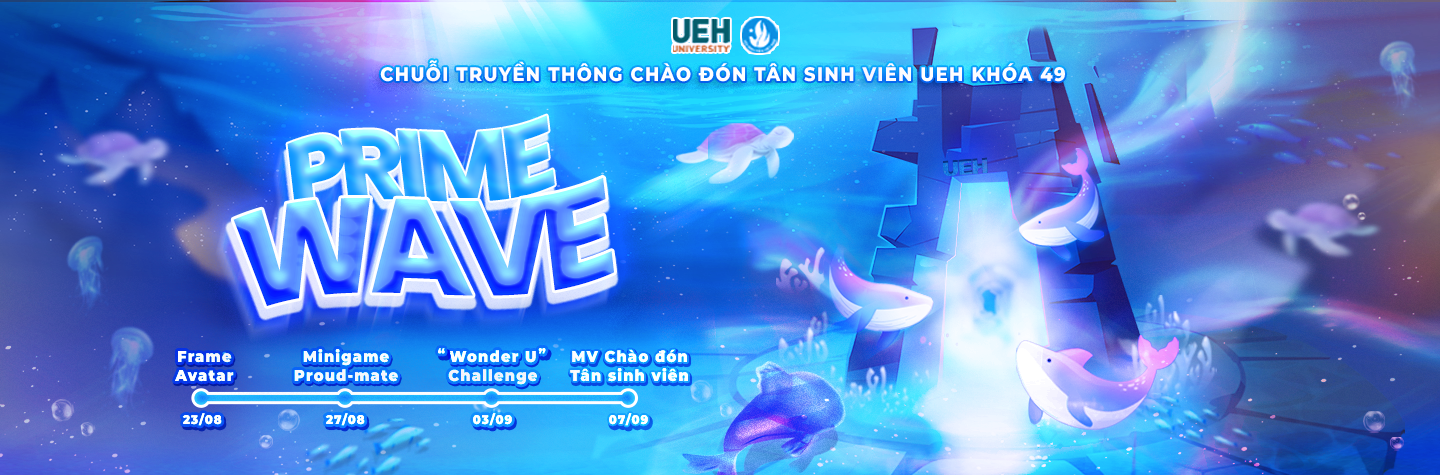 UEH
UNIVERSITY
CHUỖI TRUYỀN THÔNG CHÀO ĐÓN TÂN SINH VIÊN UEH KHÓA 49
PRIME
WAVE
UEH
Frame
Avatar
23/08
Minigame
Proud-mate
27/08
“Wonder U”
Challenge
03/09
MV Chào đón
Tân sinh viên
07/09